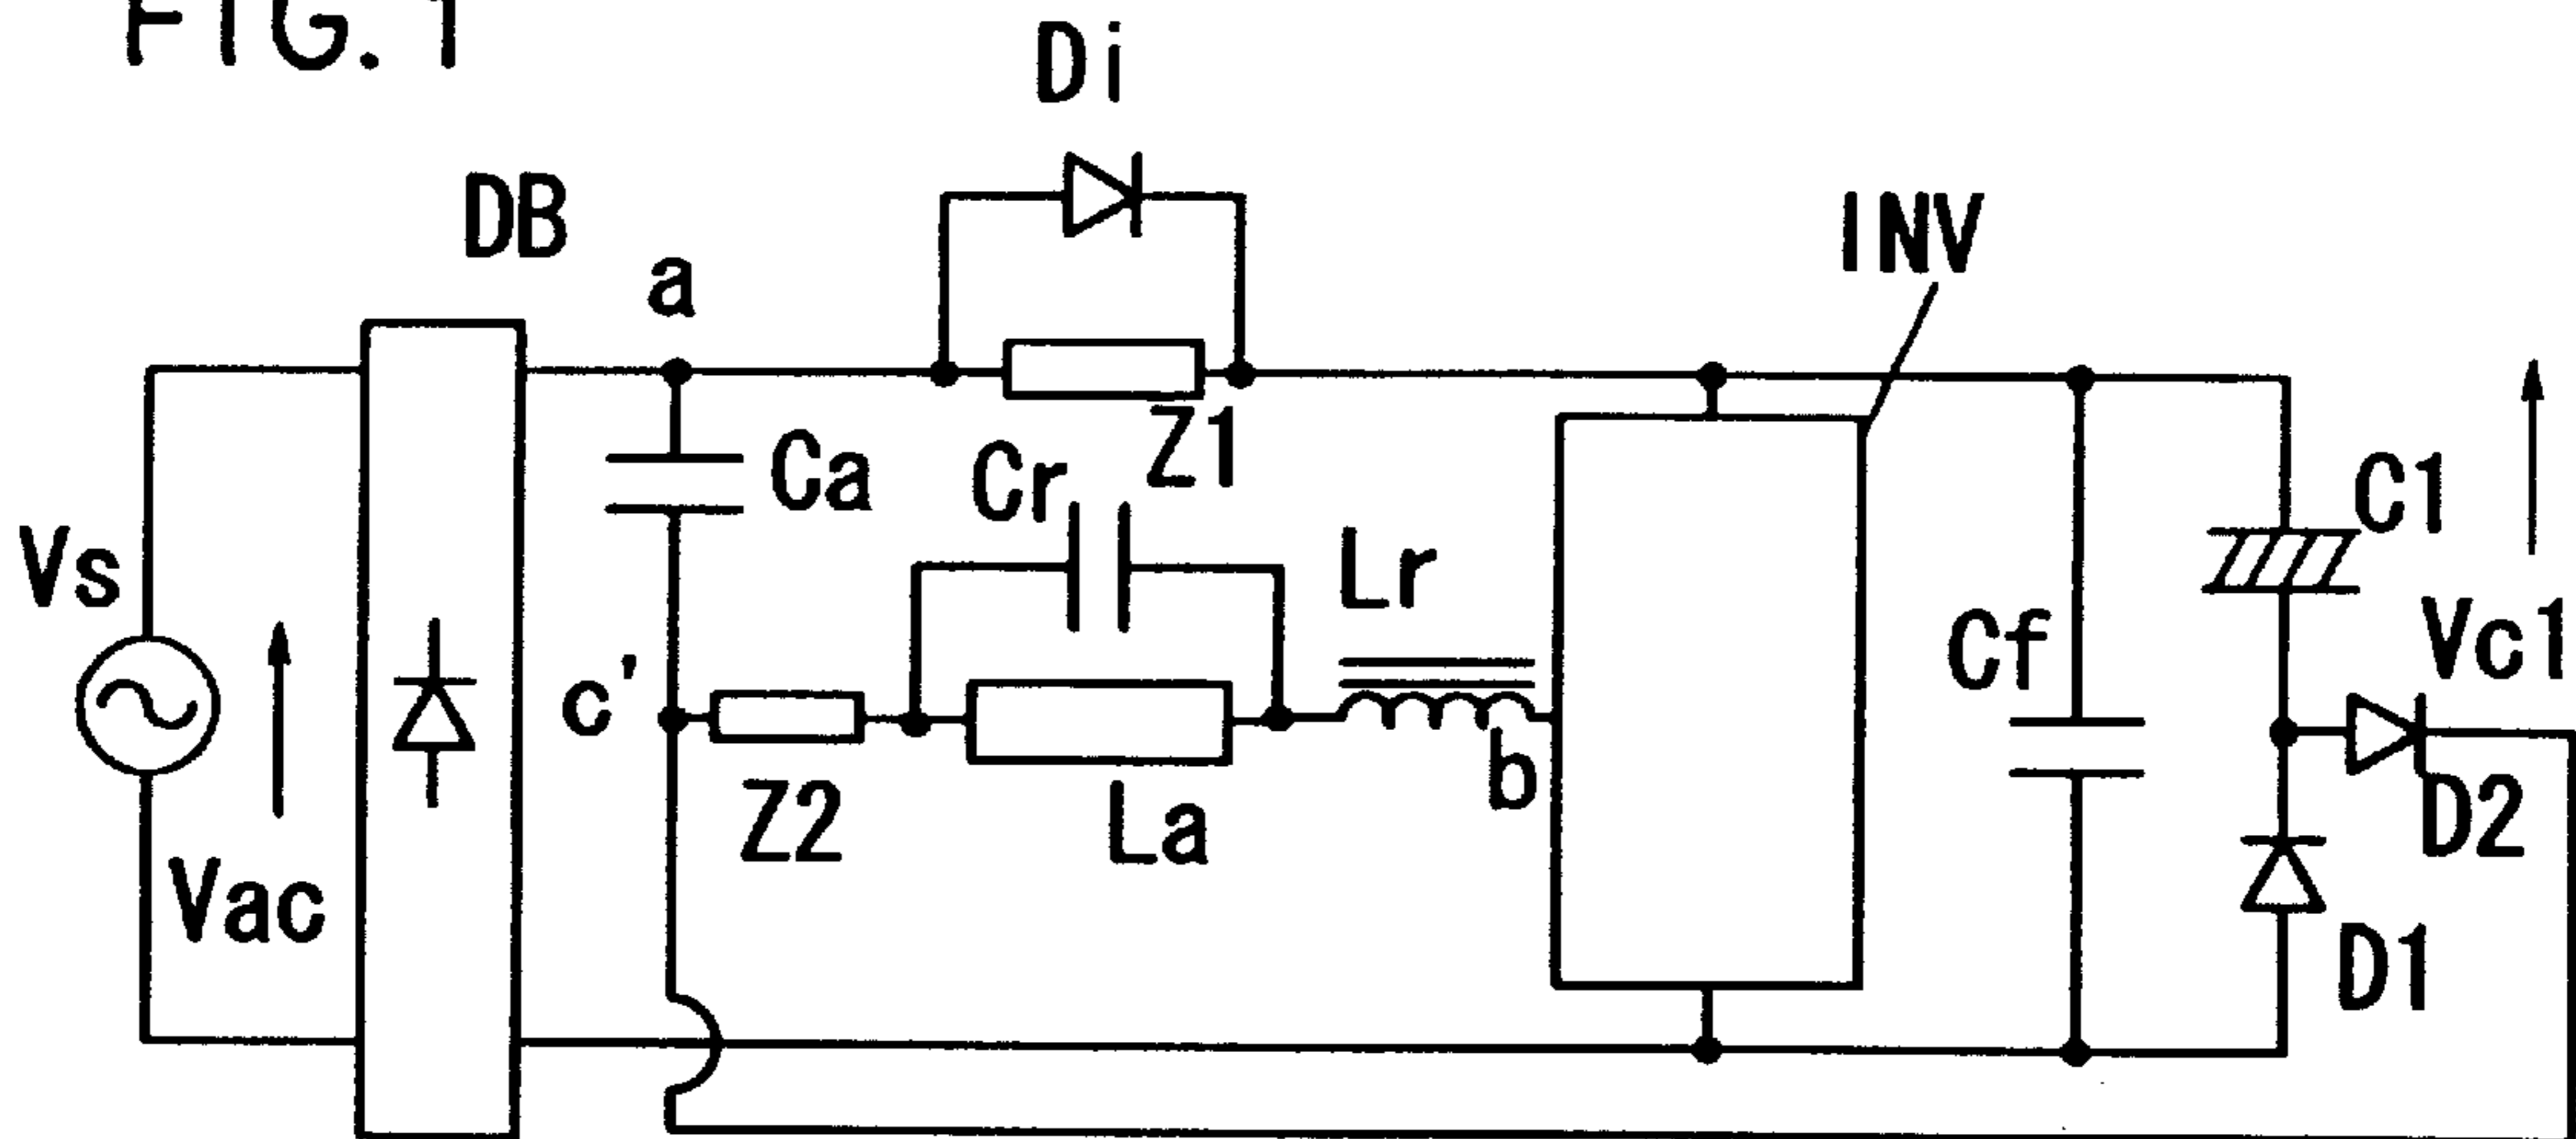 FIG. 1
Di
DB
INV
a
Z1
Ca
Cr
C1
Vs
Lr
Cf
Vc1
c'
b
Z2
La
D2
Vac
D1